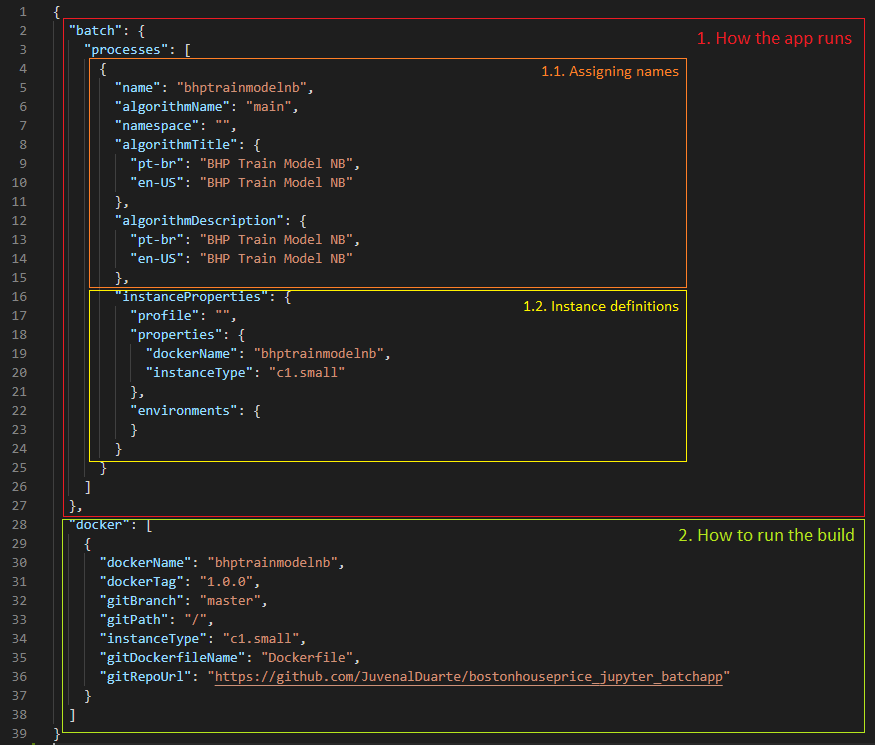 1 {
2 "batch": {
1. How the app runs
3 "processes": [
4 {
1.1. Assigning names
5 "name": "bhptrainmodelnb",
6 "algorithmName": "main",
7 "namespace": "",
8 "algorithmTitle": {
9 "pt-br": "BHP Train Model NB",
10 "en-US": "BHP Train Model NB"
11 },
12 "algorithmDescription": {
13 "pt-br": "BHP Train Model NB",
14 "en-US": "BHP Train Model NB"
15 },
16 "instanceProperties": {
1.2. Instance definitions
17 "profile": "",
18 "properties": {
19 "dockerName": "bhptrainmodelnb",
20 "instanceType": "c1.small"
21 },
22 "environments": {
23 }
24 }
25 }
26 ]
27 },
28 "docker": [
2. How to run the build
29 {
30 "dockerName": "bhptrainmodelnb",
31 "dockerTag": "1.0.0",
32 "gitBranch": "master",
33 "gitPath": "/",
34 "instanceType": "c1.small",
35 "gitDockerfileName": "Dockerfile",
36 "gitRepoUrl": "https://github.com/JuvenalDuarte/bostonhouseprice_jupyter_batchapp"
37 }
38 ]
39 }